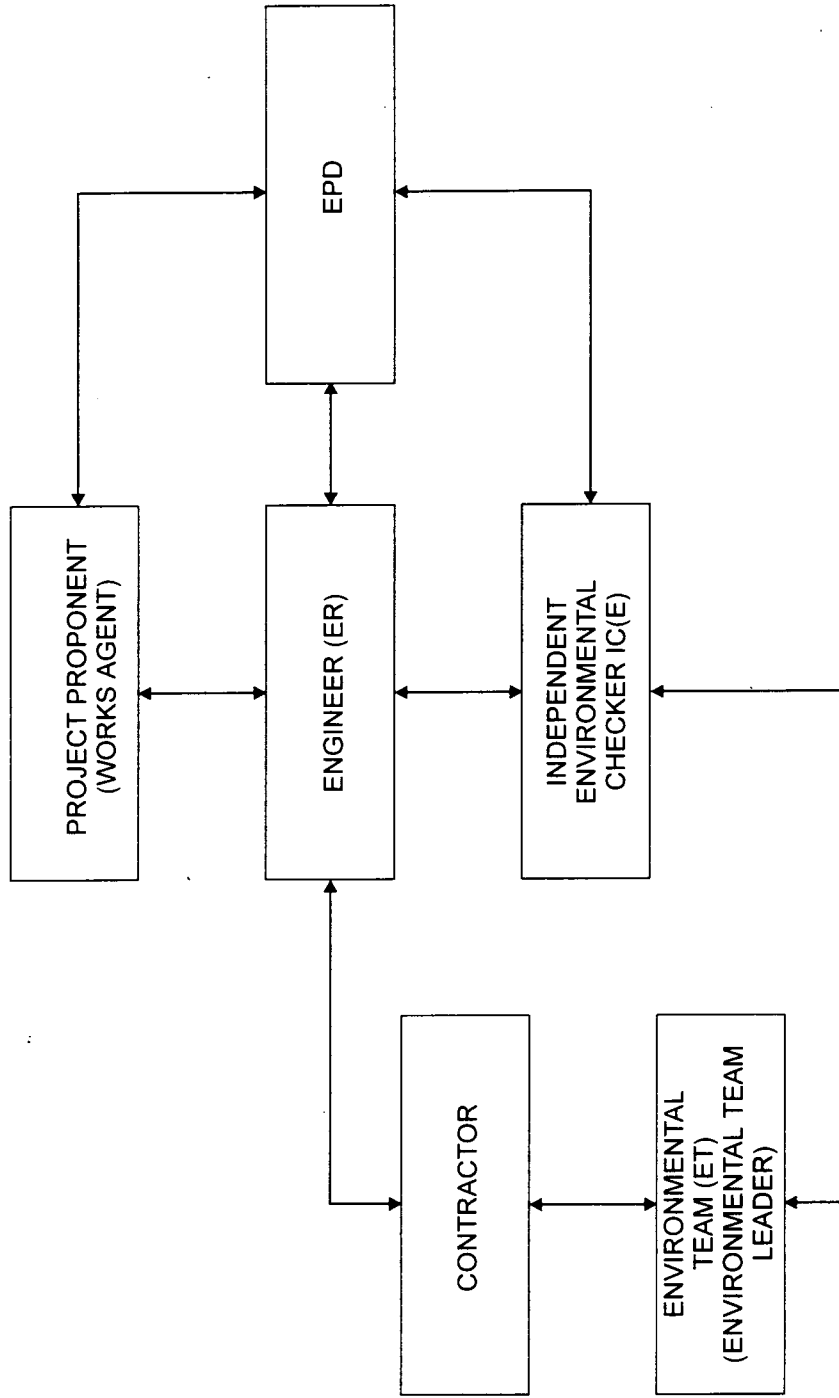 PROJECT PROPONENT
(WORKS AGENT)
EPD
ENGINEER (ER)
INDEPENDENT
ENVIRONMENTAL
CHECKER IC(E)
CONTRACTOR
ENVIRONMENTAL
TEAM (ET)
(ENVIRONMENTAL TEAM
LEADER)